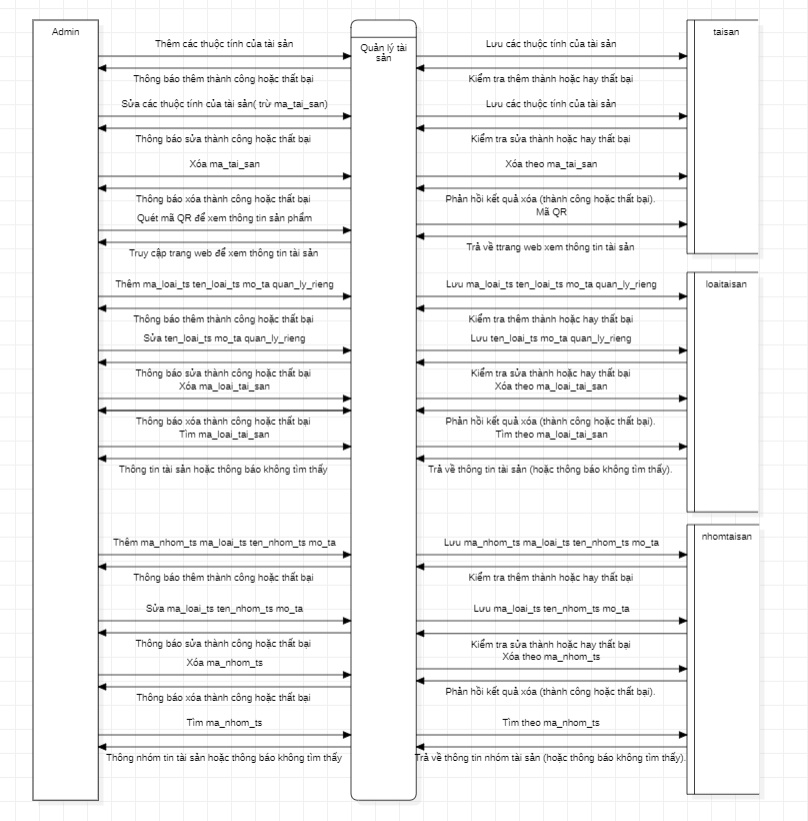 Admin
Quản lý tài
sản
taisan
Thêm các thuộc tính của tài sản
Lưu các thuộc tính của tài sản
Thông báo thêm thành công hoặc thất bại
Kiểm tra thêm thành hoặc hay thất bại
Sửa các thuộc tính của tài sản( trừ ma_tai_san)
Lưu các thuộc tính của tài sản
Thông báo sửa thành công hoặc thất bại
Kiểm tra sửa thành hoặc hay thất bại
Xóa ma_tai_san
Xóa theo ma_tai_san
Thông báo xóa thành công hoặc thất bại
Phản hồi kết quả xóa (thành công hoặc thất bại).
Quét mã QR để xem thông tin sản phẩm
Mã QR
Truy cập trang web để xem thông tin tài sản
Trả về ttrang web xem thông tin tài sản
loaitaisan
Thêm ma_loai_ts ten_loai_ts mo_ta quan_ly_rieng
Lưu ma_loai_ts ten_loai_ts mo_ta quan_ly_rieng
Thông báo thêm thành công hoặc thất bại
Kiểm tra thêm thành hoặc hay thất bại
Sửa ten_loai_ts mo_ta quan_ly_rieng
Lưu ten_loai_ts mo_ta quan_ly_rieng
Thông báo sửa thành công hoặc thất bại
Kiểm tra sửa thành hoặc hay thất bại
Xóa ma_loai_tai_san
Xóa theo ma_loai_tai_san
Thông báo xóa thành công hoặc thất bại
Phản hồi kết quả xóa (thành công hoặc thất bại).
Tìm ma_loai_tai_san
Tìm theo ma_loai_tai_san
Thông tin tài sản hoặc thông báo không tìm thấy
Trả về thông tin tài sản (hoặc thông báo không tìm thấy).
nhomtaisan
Thêm ma_nhom_ts ma_loai_ts ten_nhom_ts mo_ta
Lưu ma_nhom_ts ma_loai_ts ten_nhom_ts mo_ta
Thông báo thêm thành công hoặc thất bại
Kiểm tra thêm thành hoặc hay thất bại
Sửa ma_loai_ts ten_nhom_ts mo_ta
Lưu ma_loai_ts ten_nhom_ts mo_ta
Thông báo sửa thành công hoặc thất bại
Kiểm tra sửa thành hoặc hay thất bại
Xóa ma_nhom_ts
Xóa theo ma_nhom_ts
Thông báo xóa thành công hoặc thất bại
Phản hồi kết quả xóa (thành công hoặc thất bại).
Tìm ma_nhom_ts
Tìm theo ma_nhom_ts
Thông nhóm tin tài sản hoặc thông báo không tìm thấy
Trả về thông tin nhóm tài sản (hoặc thông báo không tìm thấy).